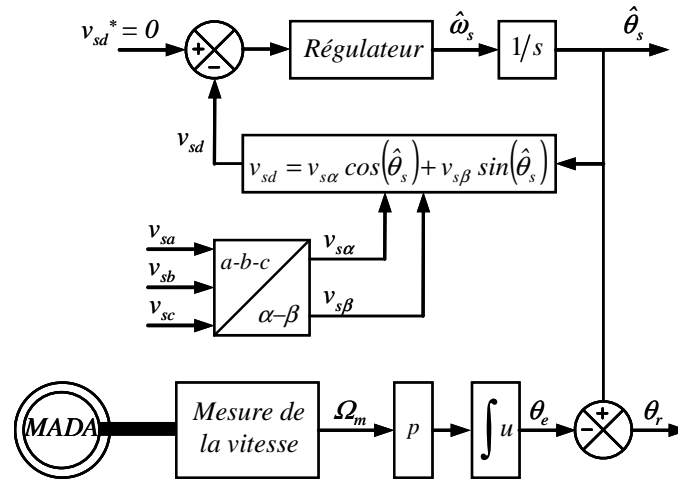 v_sd* = 0
+
−
Régulateur
ω̂_s
1/s
θ̂_s
v_sd
v_sd = v_sα cos(θ̂_s) + v_sβ sin(θ̂_s)
v_sa
v_sb
v_sc
a-b-c
α−β
v_sα
v_sβ
MADA
Mesure de
la vitesse
Ω_m
p
∫ u
θ_e
+
−
θ_r